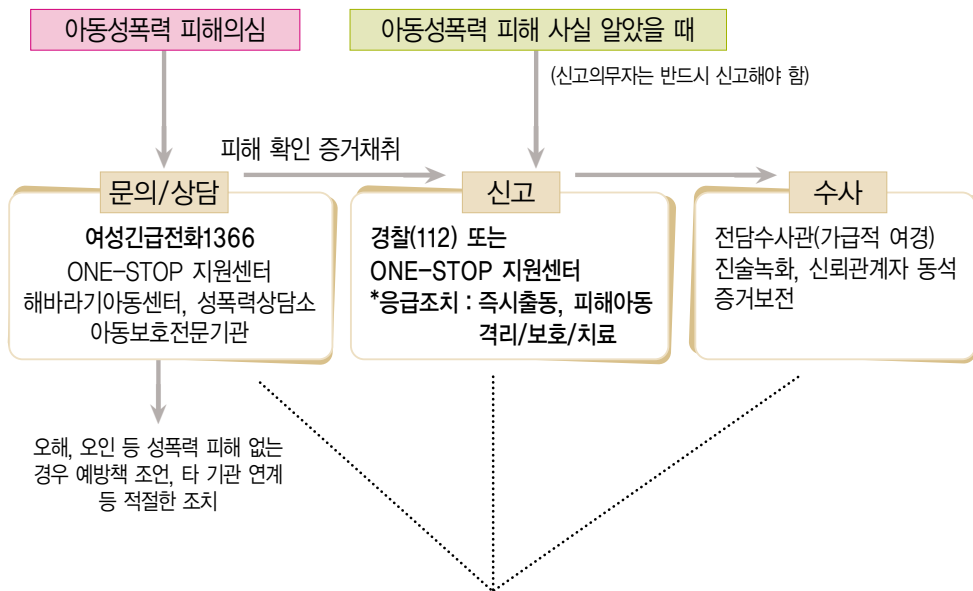 아동성폭력 피해의심
아동성폭력 피해 사실 알았을 때
(신고의무자는 반드시 신고해야 함)
피해 확인 증거채취
문의/상담
여성긴급전화1366
ONE-STOP 지원센터
해바라기아동센터, 성폭력상담소
아동보호전문기관
신고
경찰(112) 또는
ONE-STOP 지원센터
*응급조치 : 즉시출동, 피해아동
격리/보호/치료
수사
전담수사관(가급적 여경)
진술녹화, 신뢰관계자 동석
증거보전
오해, 오인 등 성폭력 피해 없는
경우 예방책 조언, 타 기관 연계
등 적절한 조치